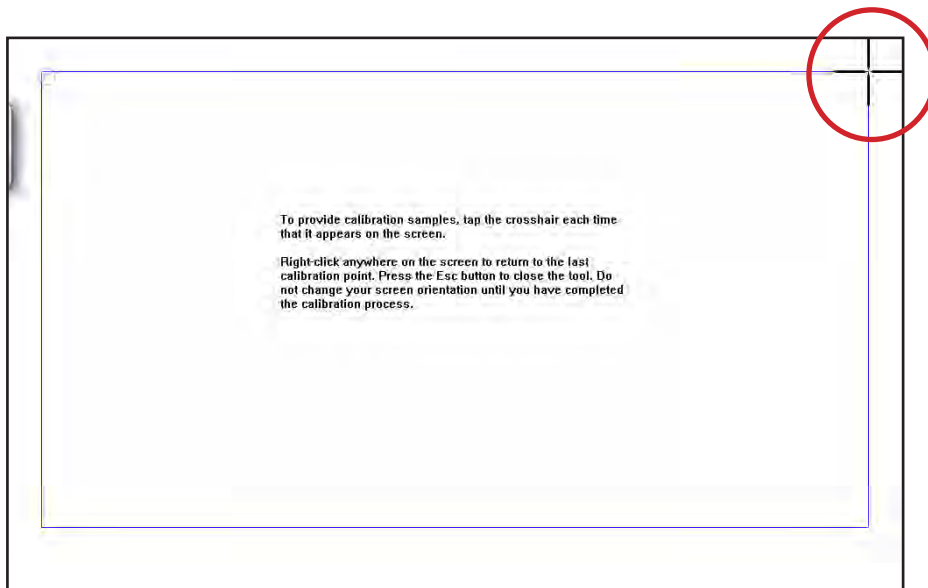 To provide calibration samples, tap the crosshair each time
that it appears on the screen.
Right-click anywhere on the screen to return to the last
calibration point. Press the Esc button to close the tool. Do
not change your screen orientation until you have completed
the calibration process.